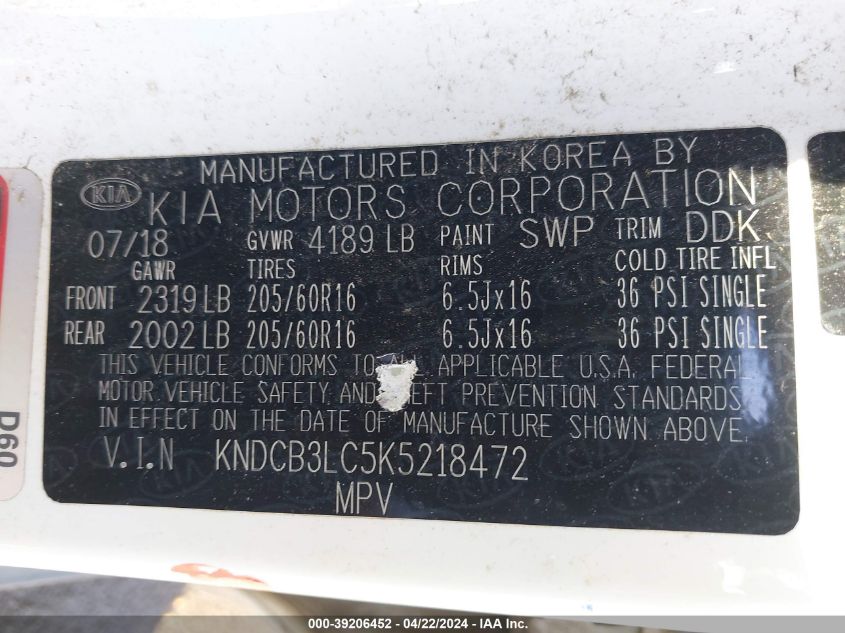 MANUFACTURED IN KOREA BY
KIA KIA MOTORS CORPORATION
07/18 GVWR 4189 LB PAINT SWP TRIM DDK
GAWR TIRES RIMS COLD TIRE INFL
FRONT 2319 LB 205/60R16 6.5Jx16 36 PSI SINGLE
REAR 2002 LB 205/60R16 6.5Jx16 36 PSI SINGLE
THIS VEHICLE CONFORMS TO ALL APPLICABLE U.S.A. FEDERAL
MOTOR VEHICLE SAFETY AND THEFT PREVENTION STANDARDS
IN EFFECT ON THE DATE OF MANUFACTURE SHOWN ABOVE.
V.I.N KNDCB3LC5K5218472
MPV
D60
000-39206452 - 04/22/2024 - IAA Inc.